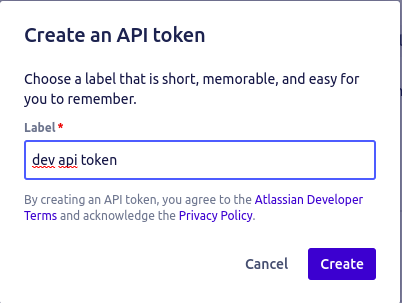 Create an API token
Choose a label that is short, memorable, and easy for
you to remember.
Label *
dev api token
By creating an API token, you agree to the Atlassian Developer
Terms and acknowledge the Privacy Policy.
Cancel Create